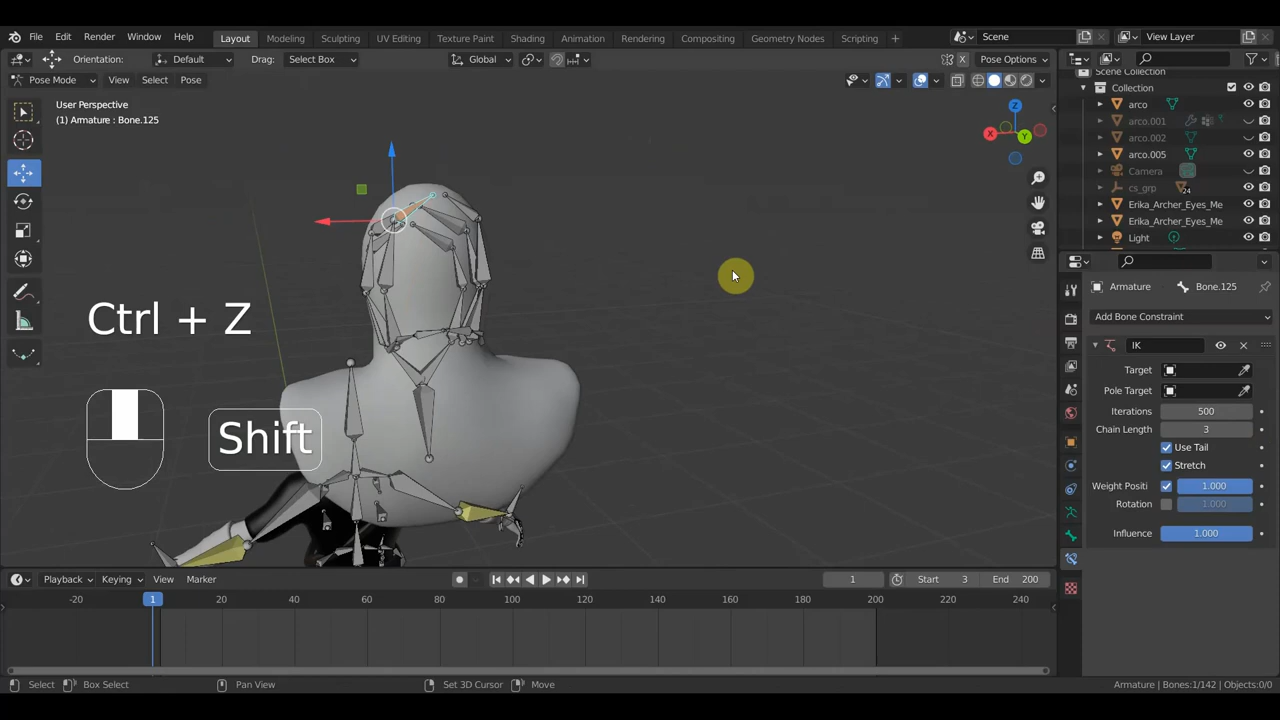 File Edit Render Window Help Layout Modeling Sculpting UV Editing Texture Paint Shading Animation Rendering Compositing Geometry Nodes Scripting + Scene View Layer
Orientation: Default Drag: Select Box Global X Pose Options
Pose Mode View Select Pose
User Perspective
(1) Armature : Bone.125
Z
X
Y
Scene Collection
Collection
arco
arco.001
arco.002
arco.005
Camera
cs_grp 24
Erika_Archer_Eyes_Me
Erika_Archer_Eyes_Me
Light
Armature Bone.125
Add Bone Constraint
IK
Target
Pole Target
Iterations 500
Chain Length 3
Use Tail
Stretch
Weight Positi 1.000
Rotation 1.000
Influence 1.000
Ctrl + Z
Shift
Playback Keying View Marker 1 Start 3 End 200
-20 1 20 40 60 80 100 120 140 160 180 200 220 240
Select Box Select Pan View Set 3D Cursor Move Armature | Bones:1/142 | Objects:0/0